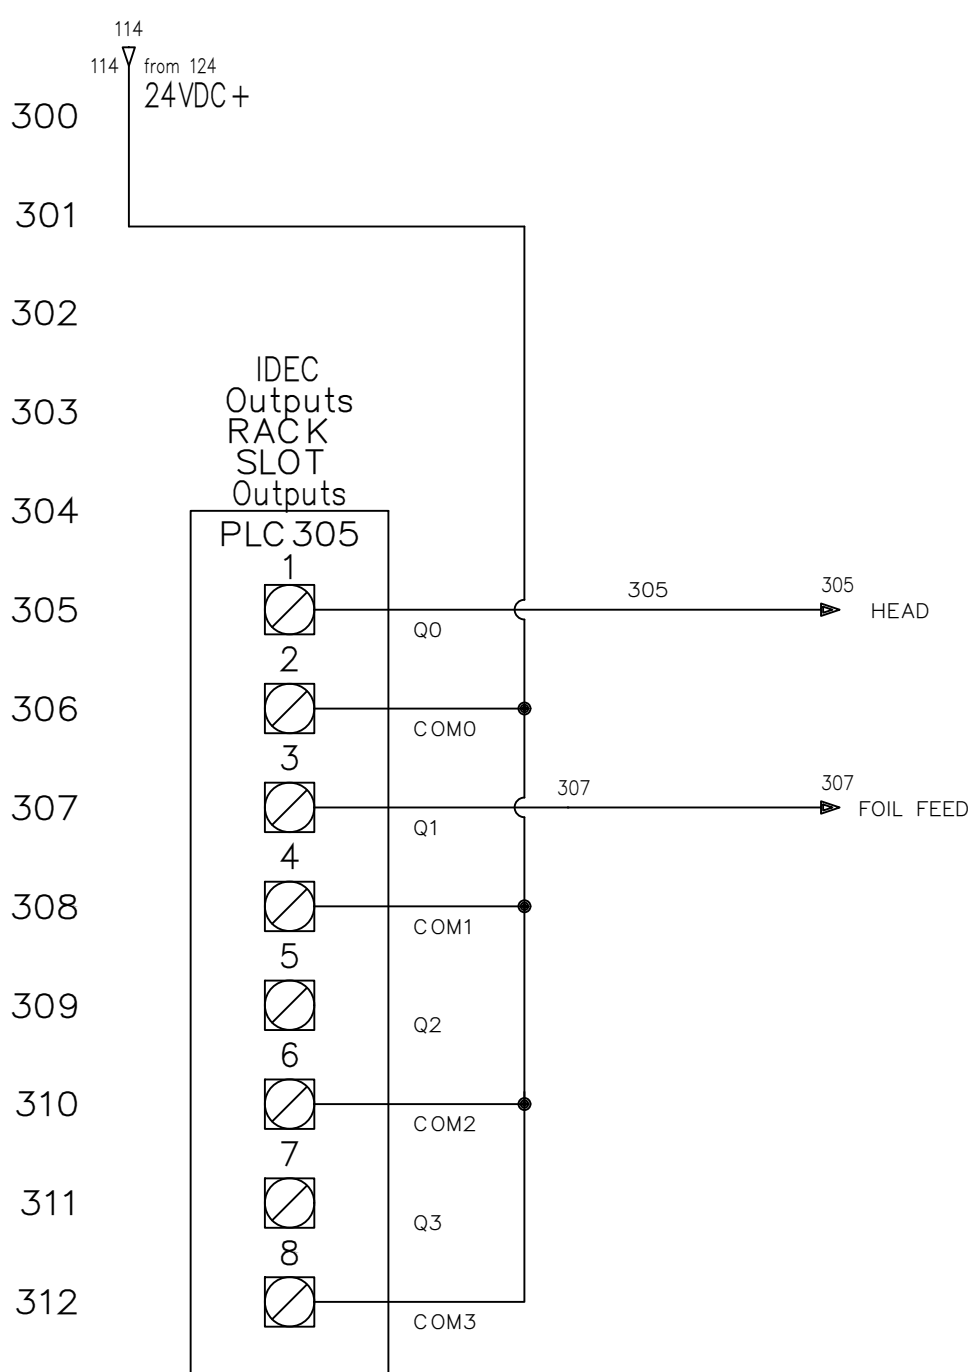 114
114 from 124
24VDC+
300
301
302
IDEC
303
Outputs
RACK
SLOT
Outputs
304
PLC 305
1
305
305
305
HEAD
Q0
2
306
COM0
3
307
307
307
FOIL FEED
Q1
4
308
COM1
5
309
Q2
6
310
COM2
7
311
Q3
8
312
COM3